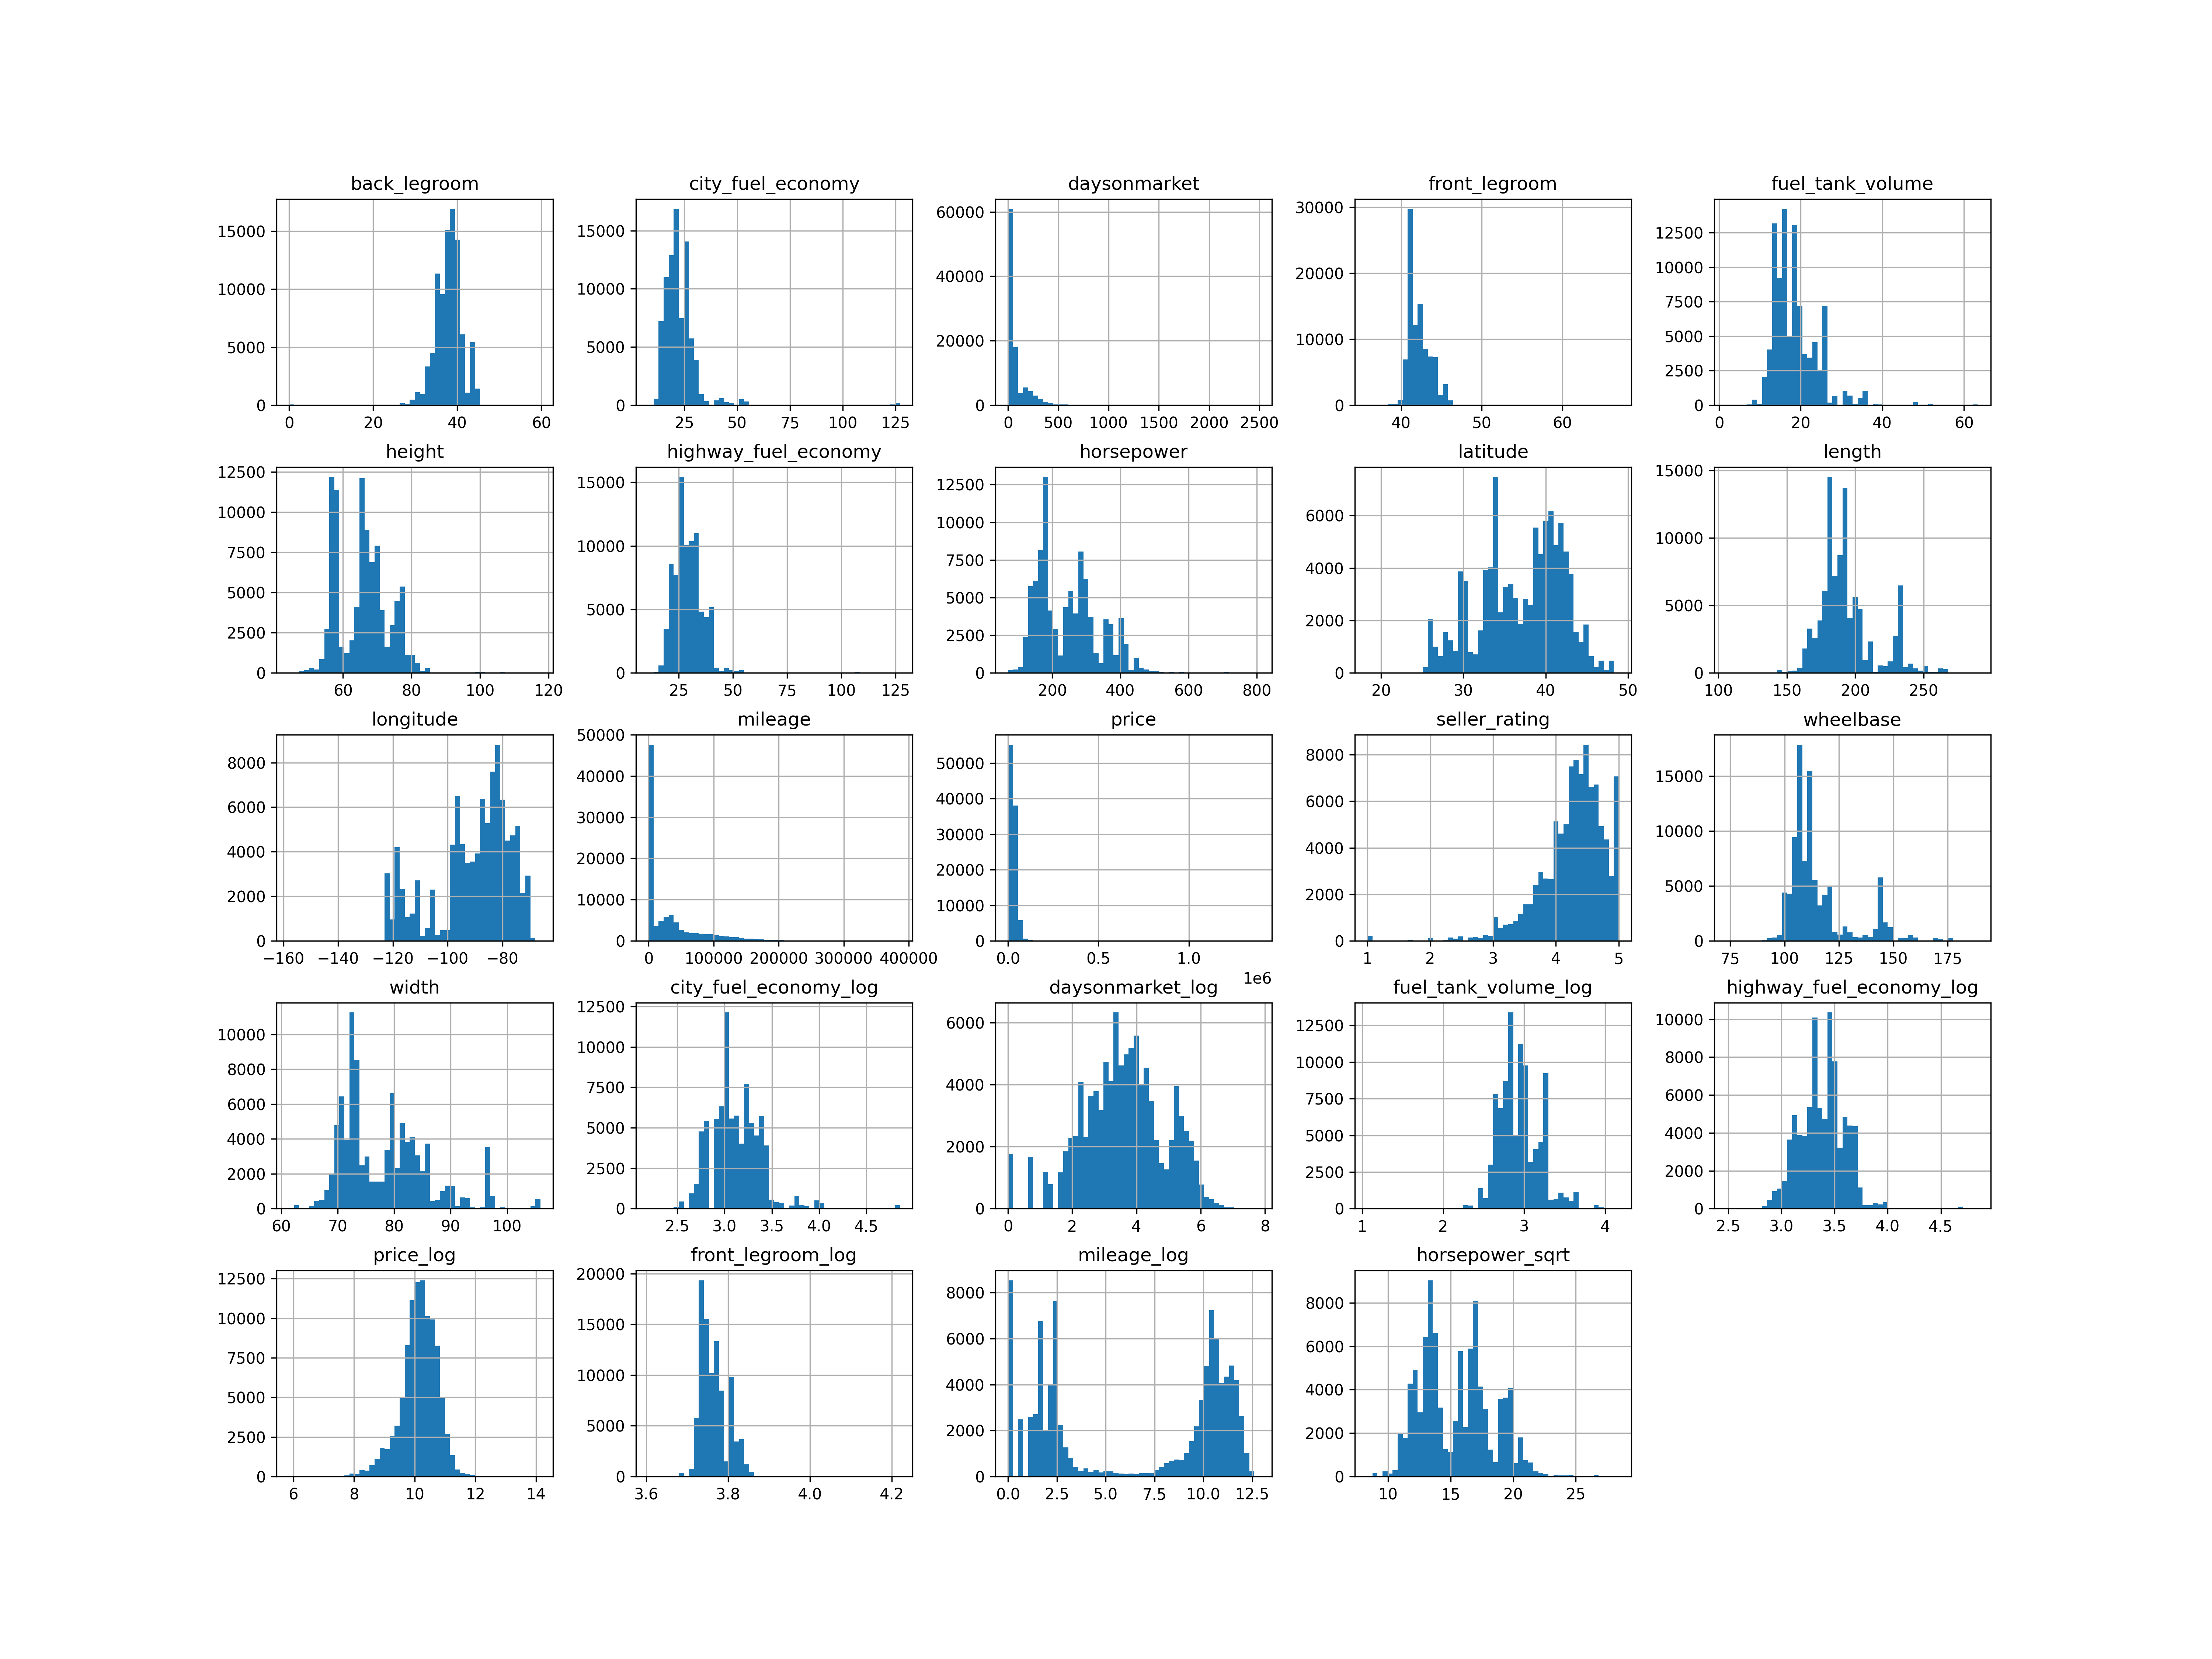 back_legroom
15000
10000
5000
0
0 20 40 60
city_fuel_economy
15000
10000
5000
0
25 50 75 100 125
daysonmarket
60000
40000
20000
0
0 500 1000 1500 2000 2500
front_legroom
30000
20000
10000
0
40 50 60
fuel_tank_volume
12500
10000
7500
5000
2500
0
0 20 40 60
height
12500
10000
7500
5000
2500
0
60 80 100 120
highway_fuel_economy
15000
10000
5000
0
25 50 75 100 125
horsepower
12500
10000
7500
5000
2500
0
200 400 600 800
latitude
6000
4000
2000
0
20 30 40 50
length
15000
10000
5000
0
100 150 200 250
longitude
8000
6000
4000
2000
0
−160 −140 −120 −100 −80
mileage
50000
40000
30000
20000
10000
0
0 100000 200000 300000 400000
price
50000
40000
30000
20000
10000
0
0.0 0.5 1.0
1e6
seller_rating
8000
6000
4000
2000
0
1 2 3 4 5
wheelbase
15000
10000
5000
0
75 100 125 150 175
width
10000
8000
6000
4000
2000
0
60 70 80 90 100
city_fuel_economy_log
12500
10000
7500
5000
2500
0
2.5 3.0 3.5 4.0 4.5
daysonmarket_log
6000
4000
2000
0
0 2 4 6 8
fuel_tank_volume_log
12500
10000
7500
5000
2500
0
1 2 3 4
highway_fuel_economy_log
10000
8000
6000
4000
2000
0
2.5 3.0 3.5 4.0 4.5
price_log
12500
10000
7500
5000
2500
0
6 8 10 12 14
front_legroom_log
20000
15000
10000
5000
0
3.6 3.8 4.0 4.2
mileage_log
8000
6000
4000
2000
0
0.0 2.5 5.0 7.5 10.0 12.5
horsepower_sqrt
8000
6000
4000
2000
0
10 15 20 25